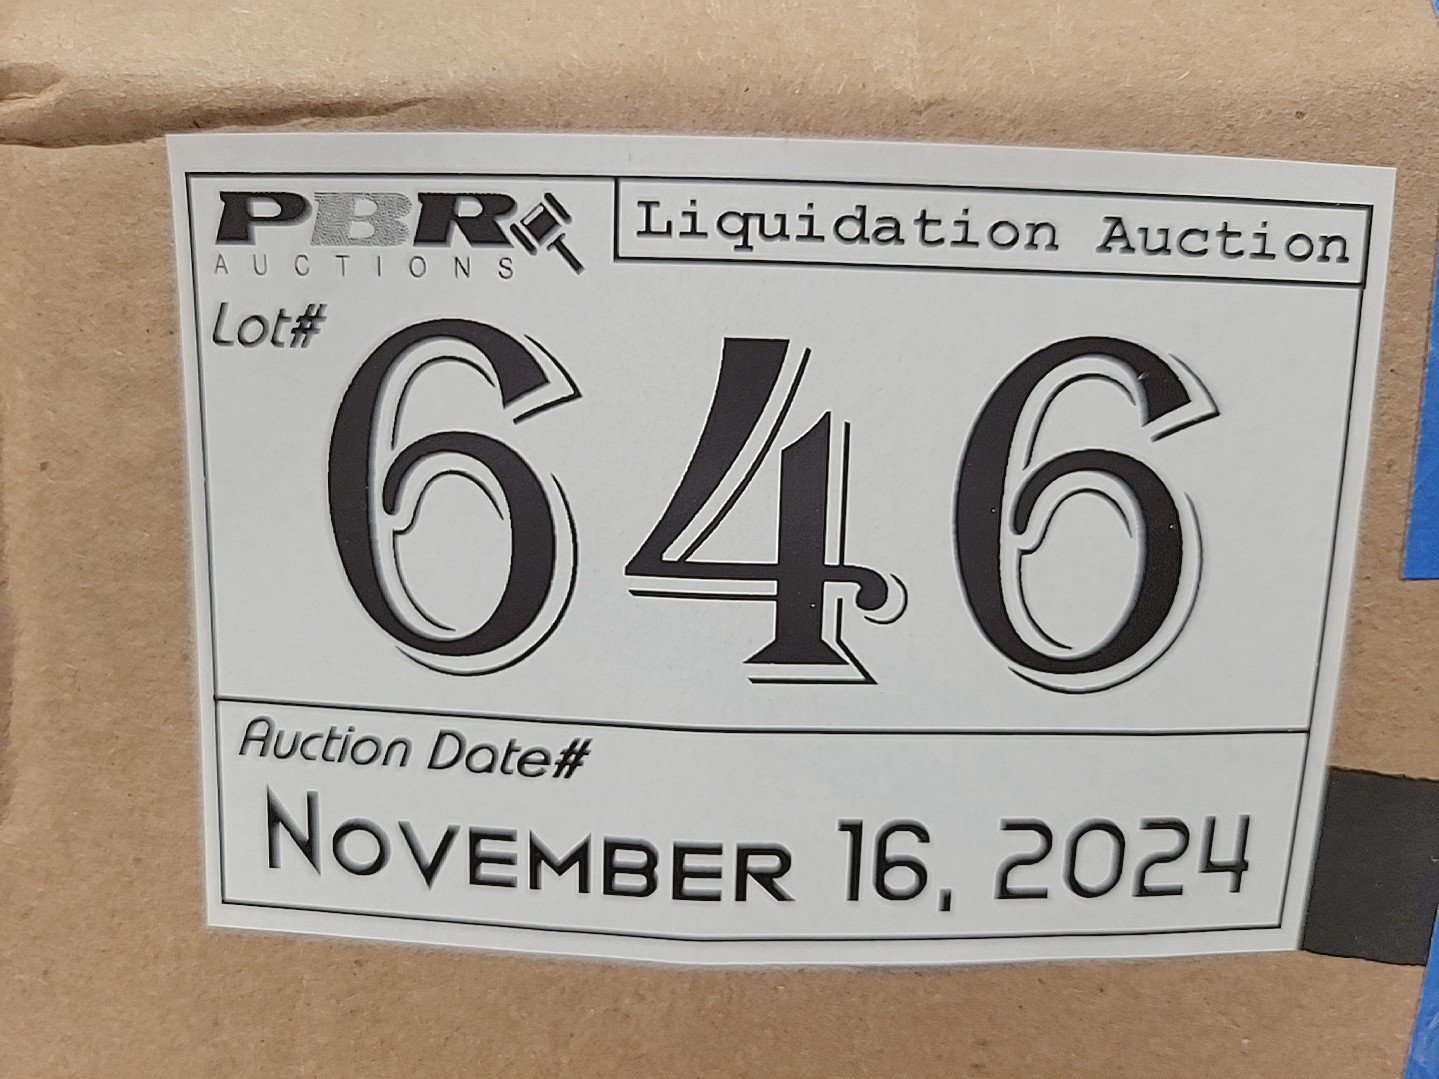 PBR
AUCTIONS
Liquidation Auction
Lot#
646
Auction Date#
November 16, 2024